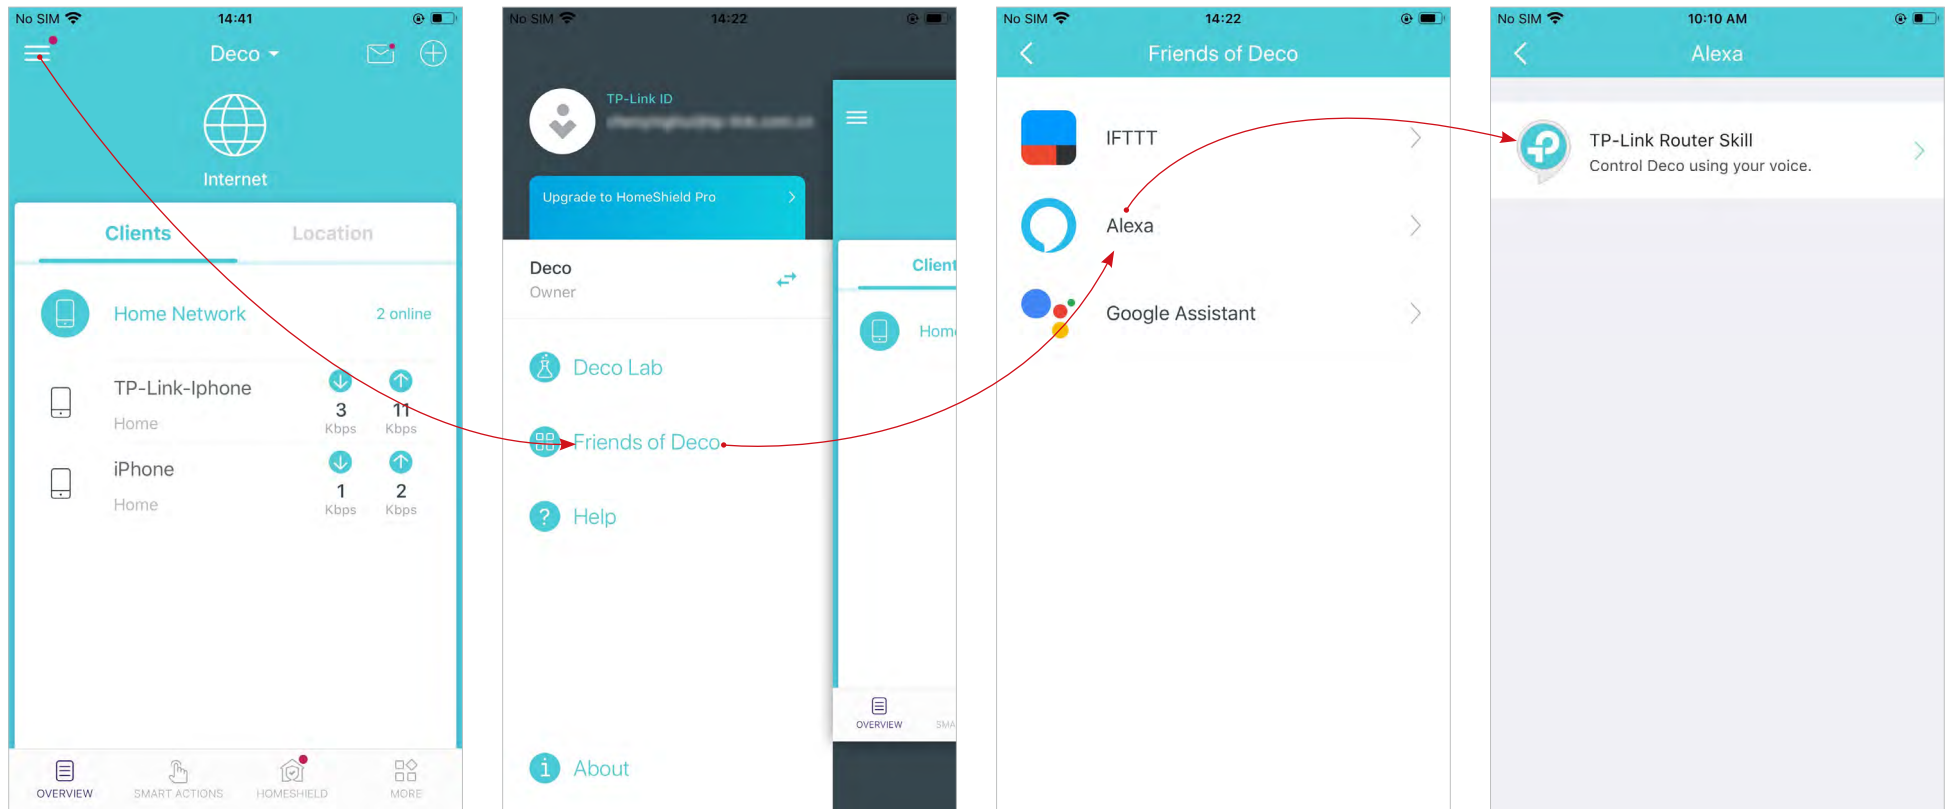 No SIM
14:41
Deco
Internet
Clients
Location
Home Network
2 online
TP-Link-Iphone
Home
3
Kbps
11
Kbps
iPhone
Home
1
Kbps
2
Kbps
OVERVIEW
SMART ACTIONS
HOMESHIELD
MORE
No SIM
14:22
TP-Link ID
Upgrade to HomeShield Pro
Deco
Owner
Deco Lab
Friends of Deco
Help
About
Client
Hom
OVERVIEW
SMA
No SIM
14:22
Friends of Deco
IFTTT
Alexa
Google Assistant
No SIM
10:10 AM
Alexa
TP-Link Router Skill
Control Deco using your voice.